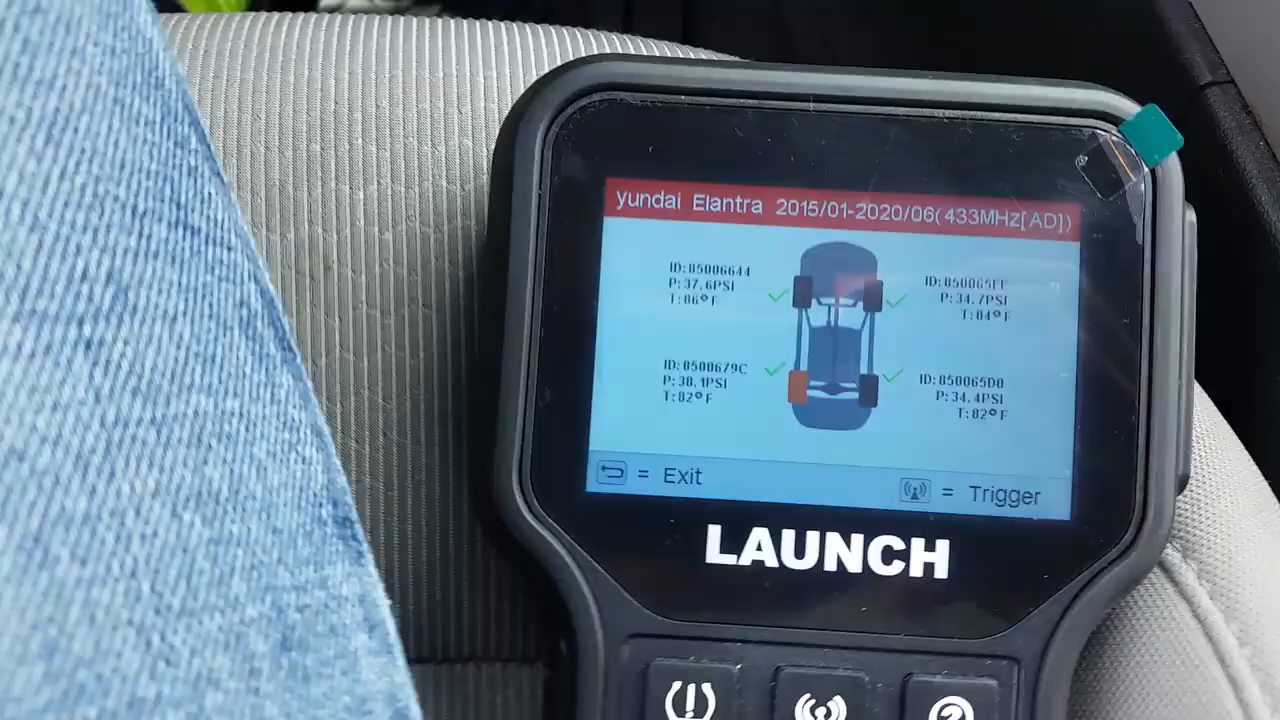 yundai Elantra 2015/01-2020/06(433MHz[AD])
ID:85006644
P:37.6PSI
T:86°F
ID:850065FF
P:34.7PSI
T:84°F
ID:8500679C
P:38.1PSI
T:82°F
ID:850065D0
P:34.4PSI
T:82°F
= Exit
= Trigger
LAUNCH